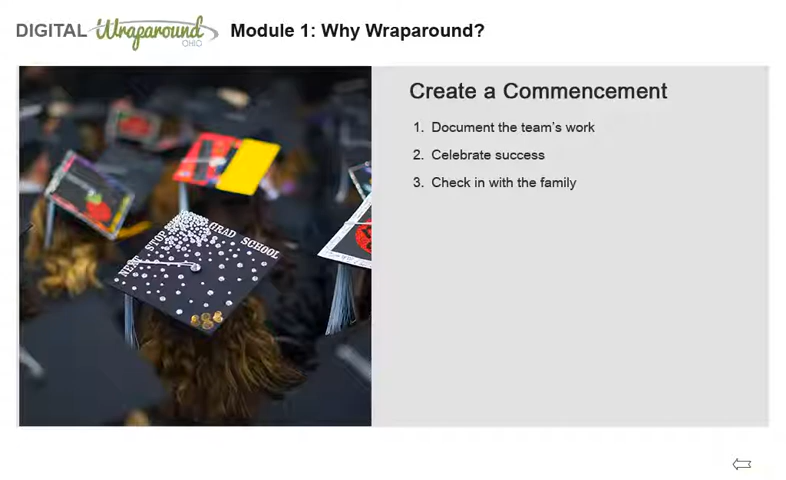 DIGITAL Wraparound OHIO Module 1: Why Wraparound?
Create a Commencement
1. Document the team's work
2. Celebrate success
3. Check in with the family
NEXT STOP GRAD SCHOOL